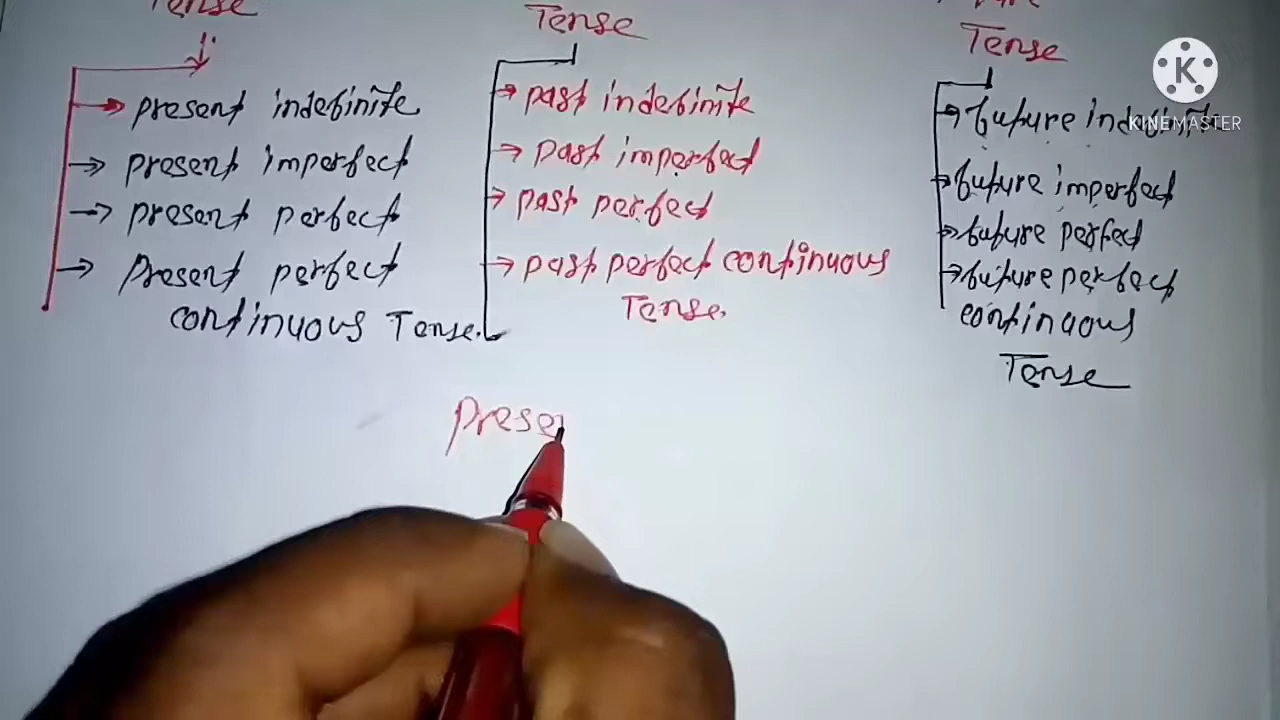 Tense
present indefinite
present imperfect
present perfect
Present perfect
continuous Tense.
Tense
past indefinite
past imperfect
past perfect
past perfect continuous
Tense.
Tense
future indefinite
future imperfect
future perfect
future perfect
continuous
Tense
prese
K
KINEMASTER